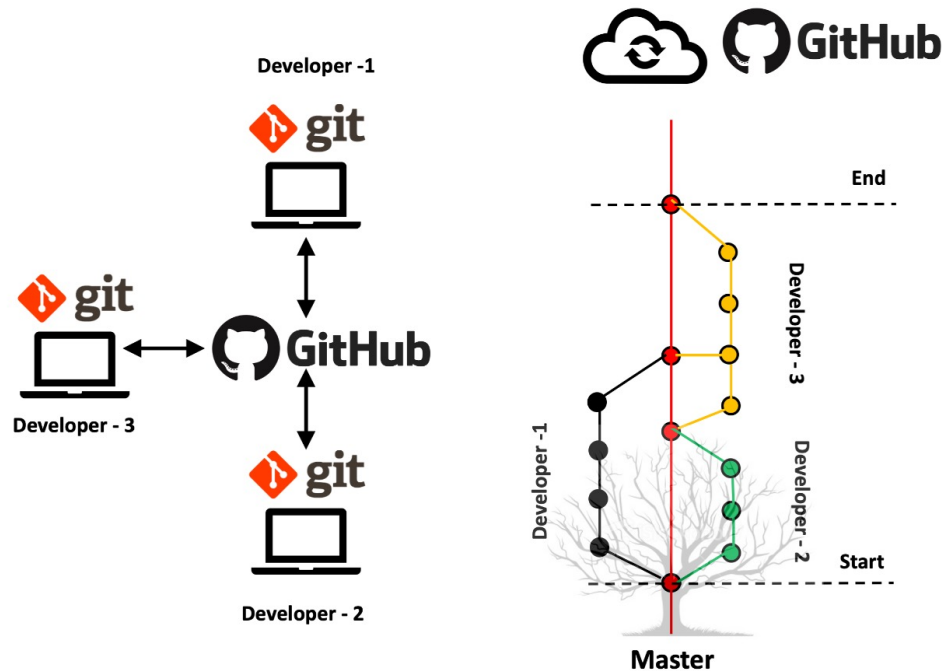 Developer -1
git
git
GitHub
Developer - 3
git
Developer - 2
GitHub
End
Developer - 3
Developer -1
Developer - 2
Start
Master